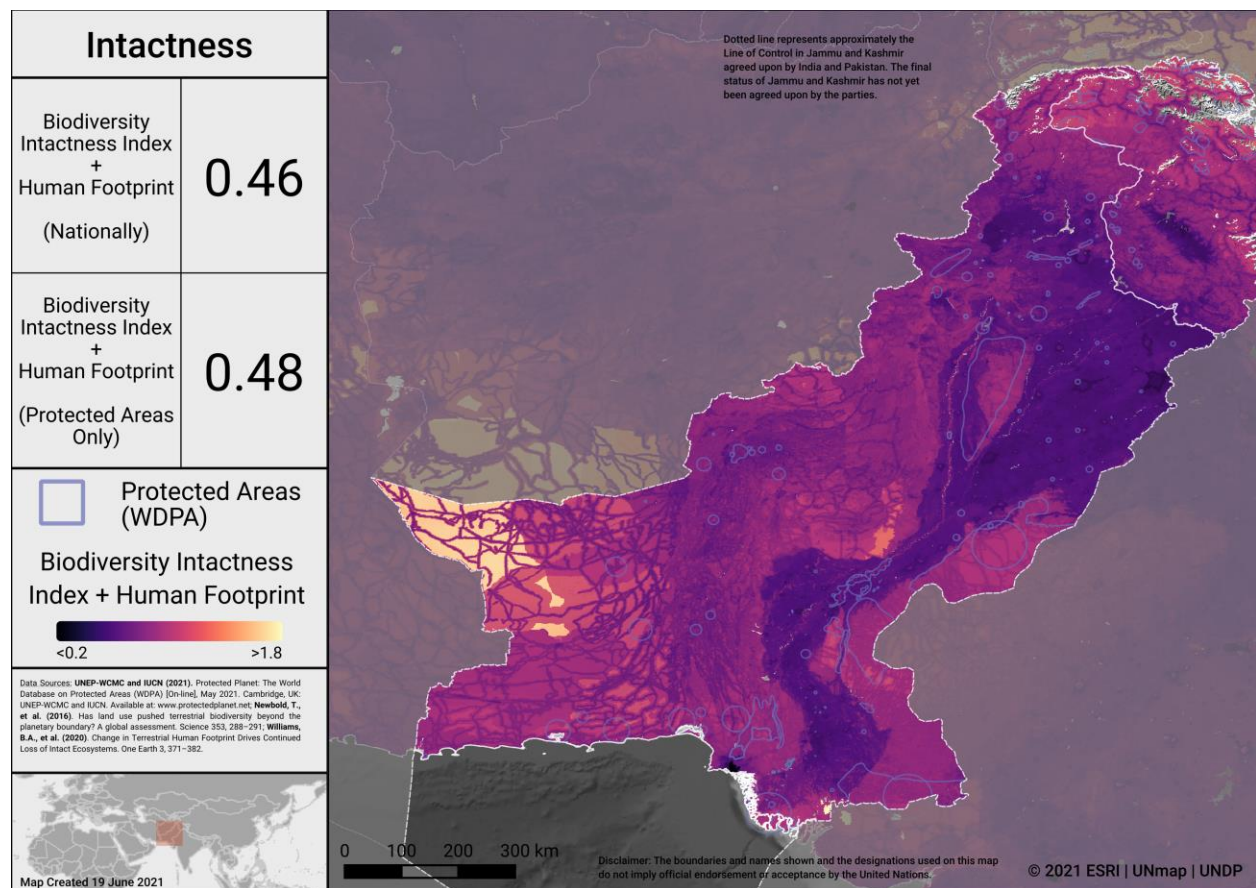 Intactness
Biodiversity
Intactness Index
+
Human Footprint
(Nationally)
0.46
Biodiversity
Intactness Index
+
Human Footprint
(Protected Areas
Only)
0.48
Protected Areas
(WDPA)
Biodiversity Intactness
Index + Human Footprint
<0.2
>1.8
Data Sources: UNEP-WCMC and IUCN (2021). Protected Planet: The World
Database on Protected Areas (WDPA) [On-line], May 2021. Cambridge, UK:
UNEP-WCMC and IUCN. Available at: www.protectedplanet.net; Newbold, T.,
et al. (2016). Has land use pushed terrestrial biodiversity beyond the
planetary boundary? A global assessment. Science 353, 288–291; Williams,
B.A., et al. (2020). Change in Terrestrial Human Footprint Drives Continued
Loss of Intact Ecosystems. One Earth 3, 371–382.
Map Created 19 June 2021
Dotted line represents approximately the
Line of Control in Jammu and Kashmir
agreed upon by India and Pakistan. The final
status of Jammu and Kashmir has not yet
been agreed upon by the parties.
0 100 200 300 km
Disclaimer: The boundaries and names shown and the designations used on this map
do not imply official endorsement or acceptance by the United Nations.
© 2021 ESRI | UNmap | UNDP